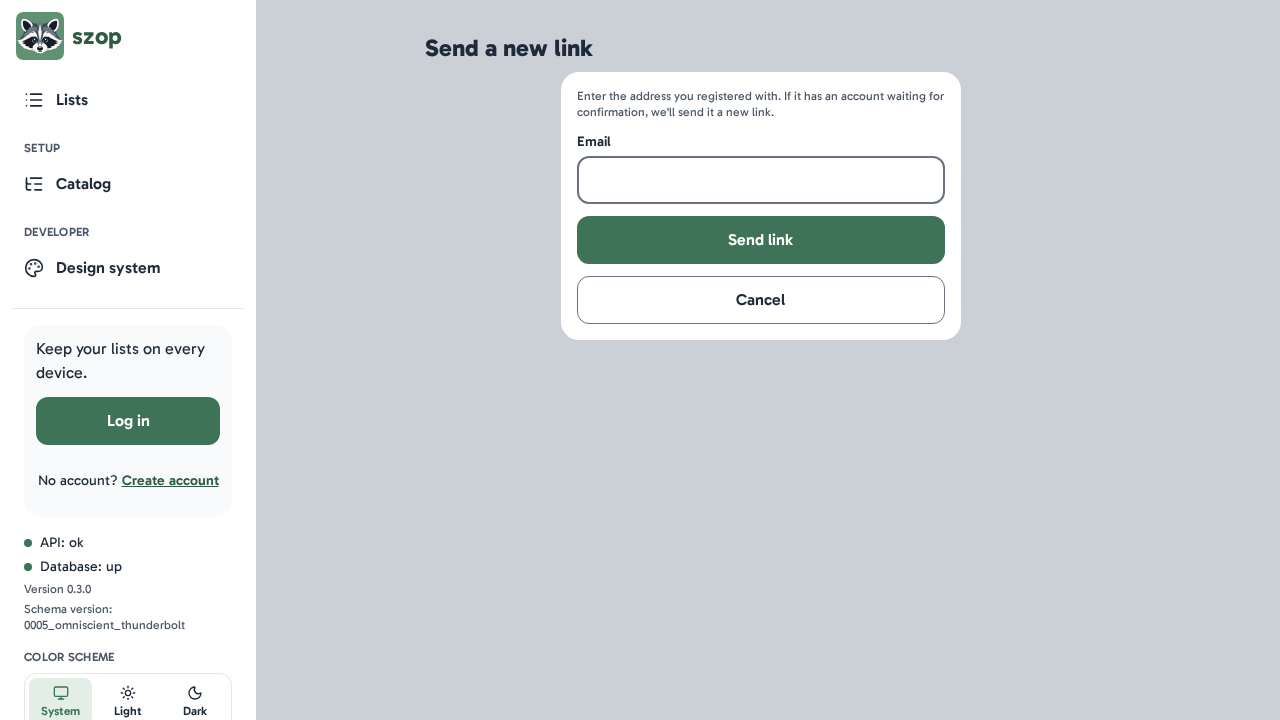 szop
Lists
SETUP
Catalog
DEVELOPER
Design system
Keep your lists on every
device.
Log in
No account? Create account
API: ok
Database: up
Version 0.3.0
Schema version:
0005_omniscient_thunderbolt
COLOR SCHEME
System
Light
Dark
Send a new link
Enter the address you registered with. If it has an account waiting for
confirmation, we'll send it a new link.
Email
Send link
Cancel